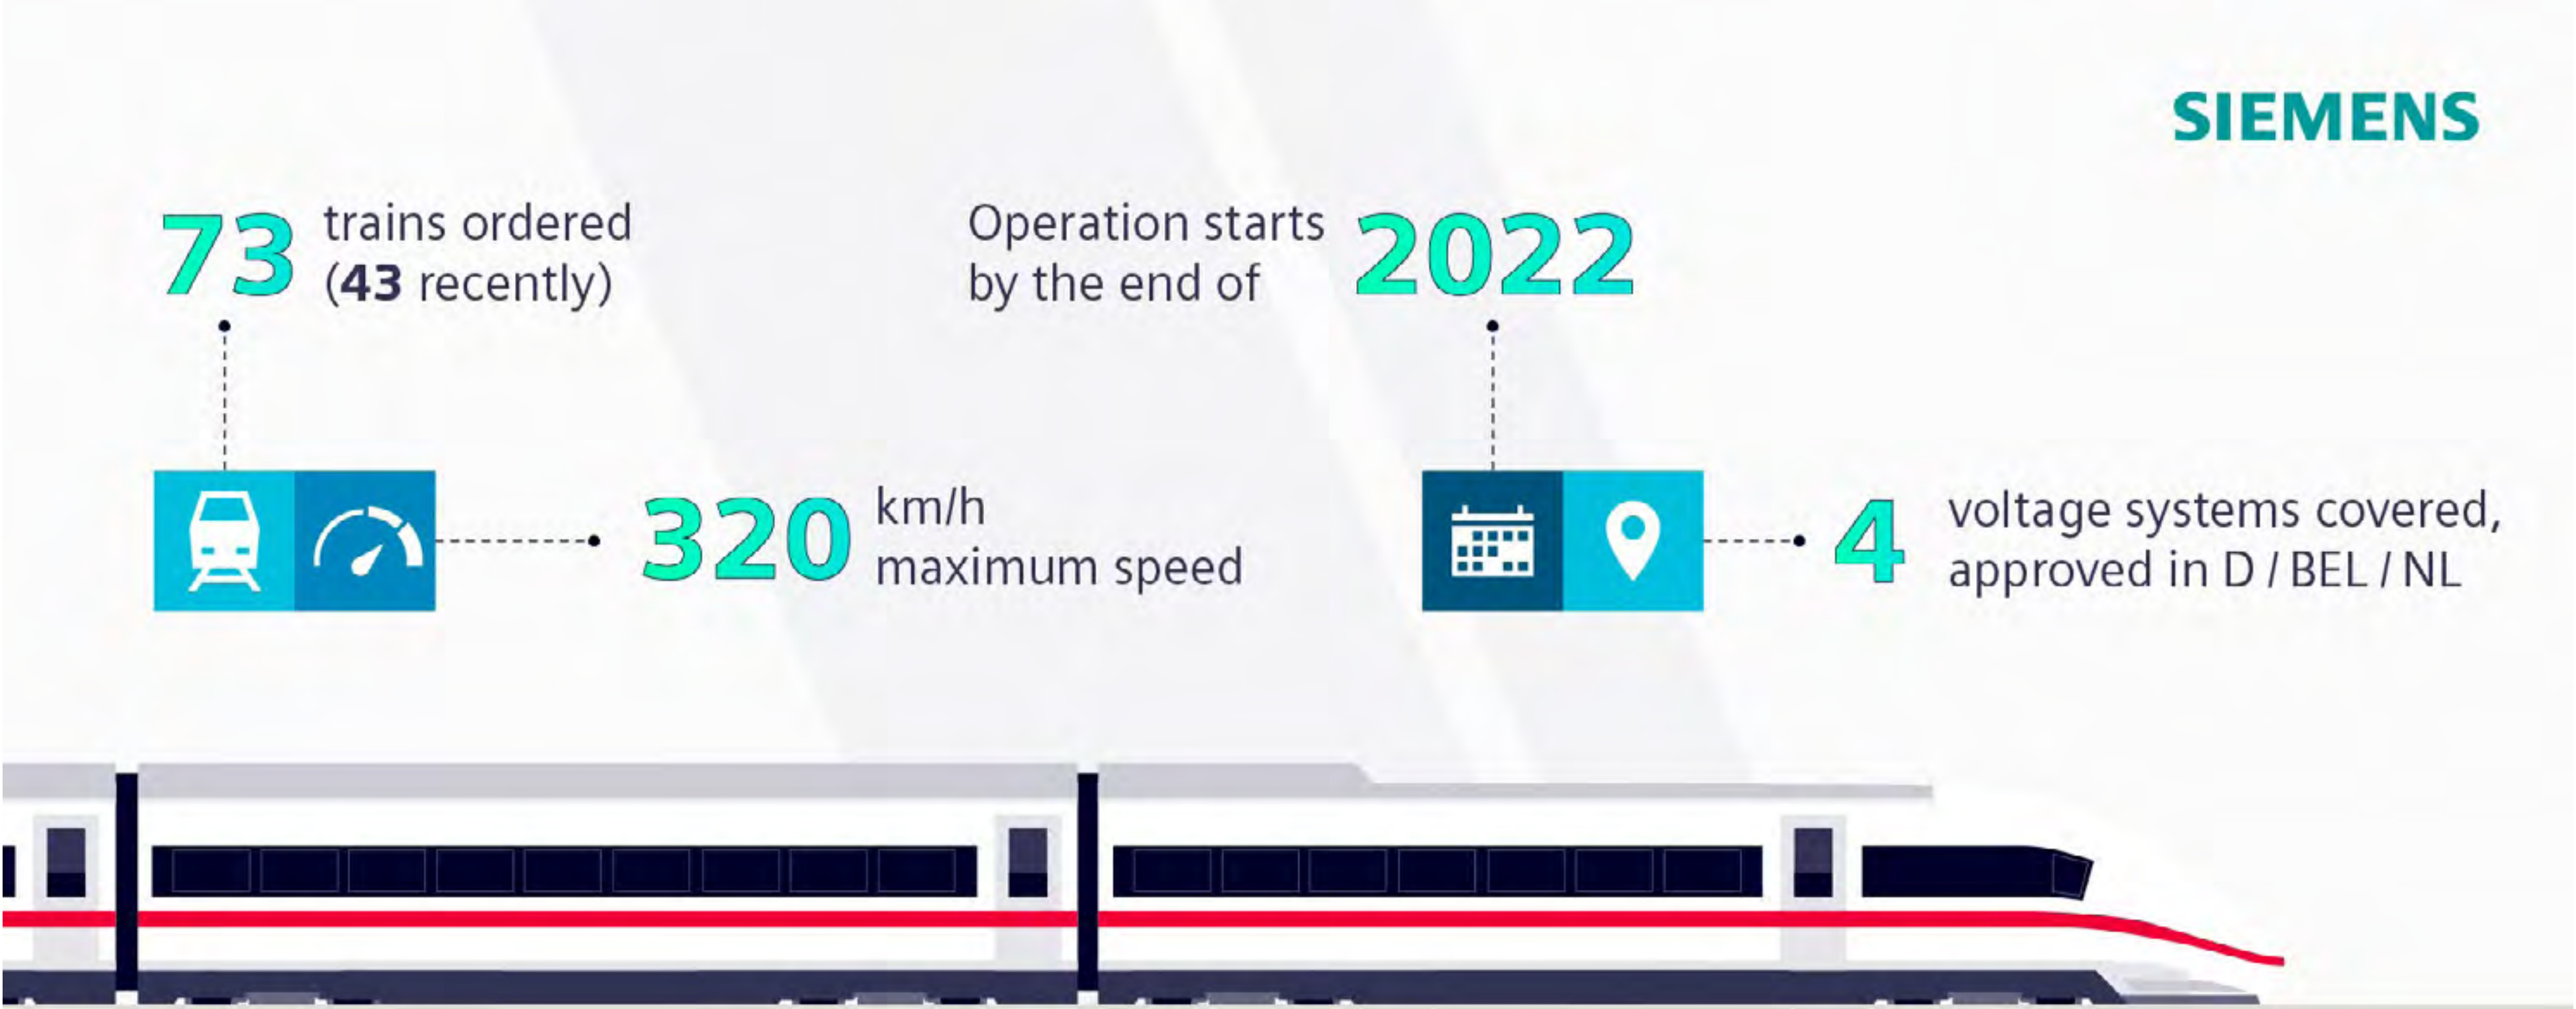 SIEMENS
73 trains ordered
(43 recently)
Operation starts
by the end of 2022
320 km/h
maximum speed
4 voltage systems covered,
approved in D / BEL / NL